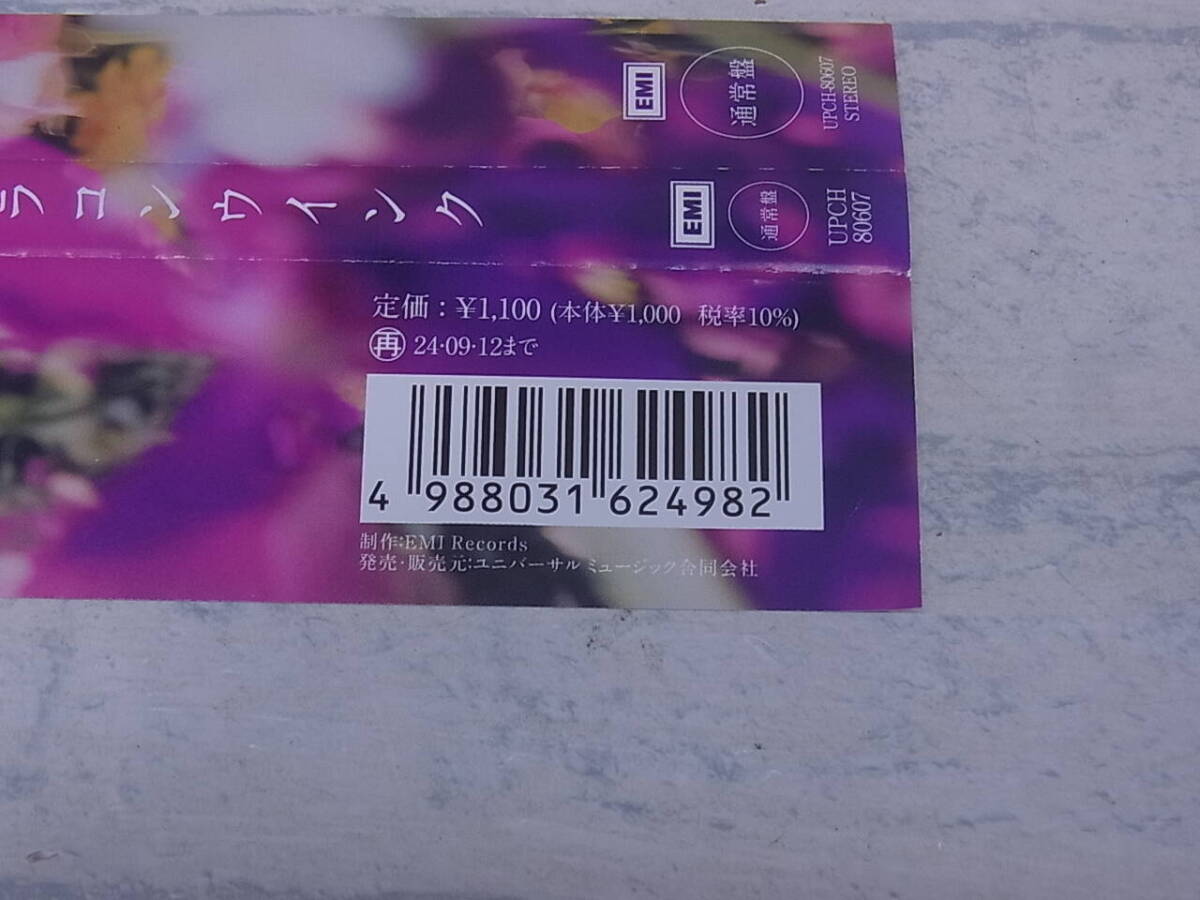 EMI
通常盤
UPCH-80607
STEREO
ラコンウインク
EMI
通常盤
UPCH
80607
定価：¥1,100 (本体¥1,000 税率10%)
再 24·09·12まで
4 988031 624982
制作:EMI Records
発売・販売元:ユニバーサル ミュージック合同会社